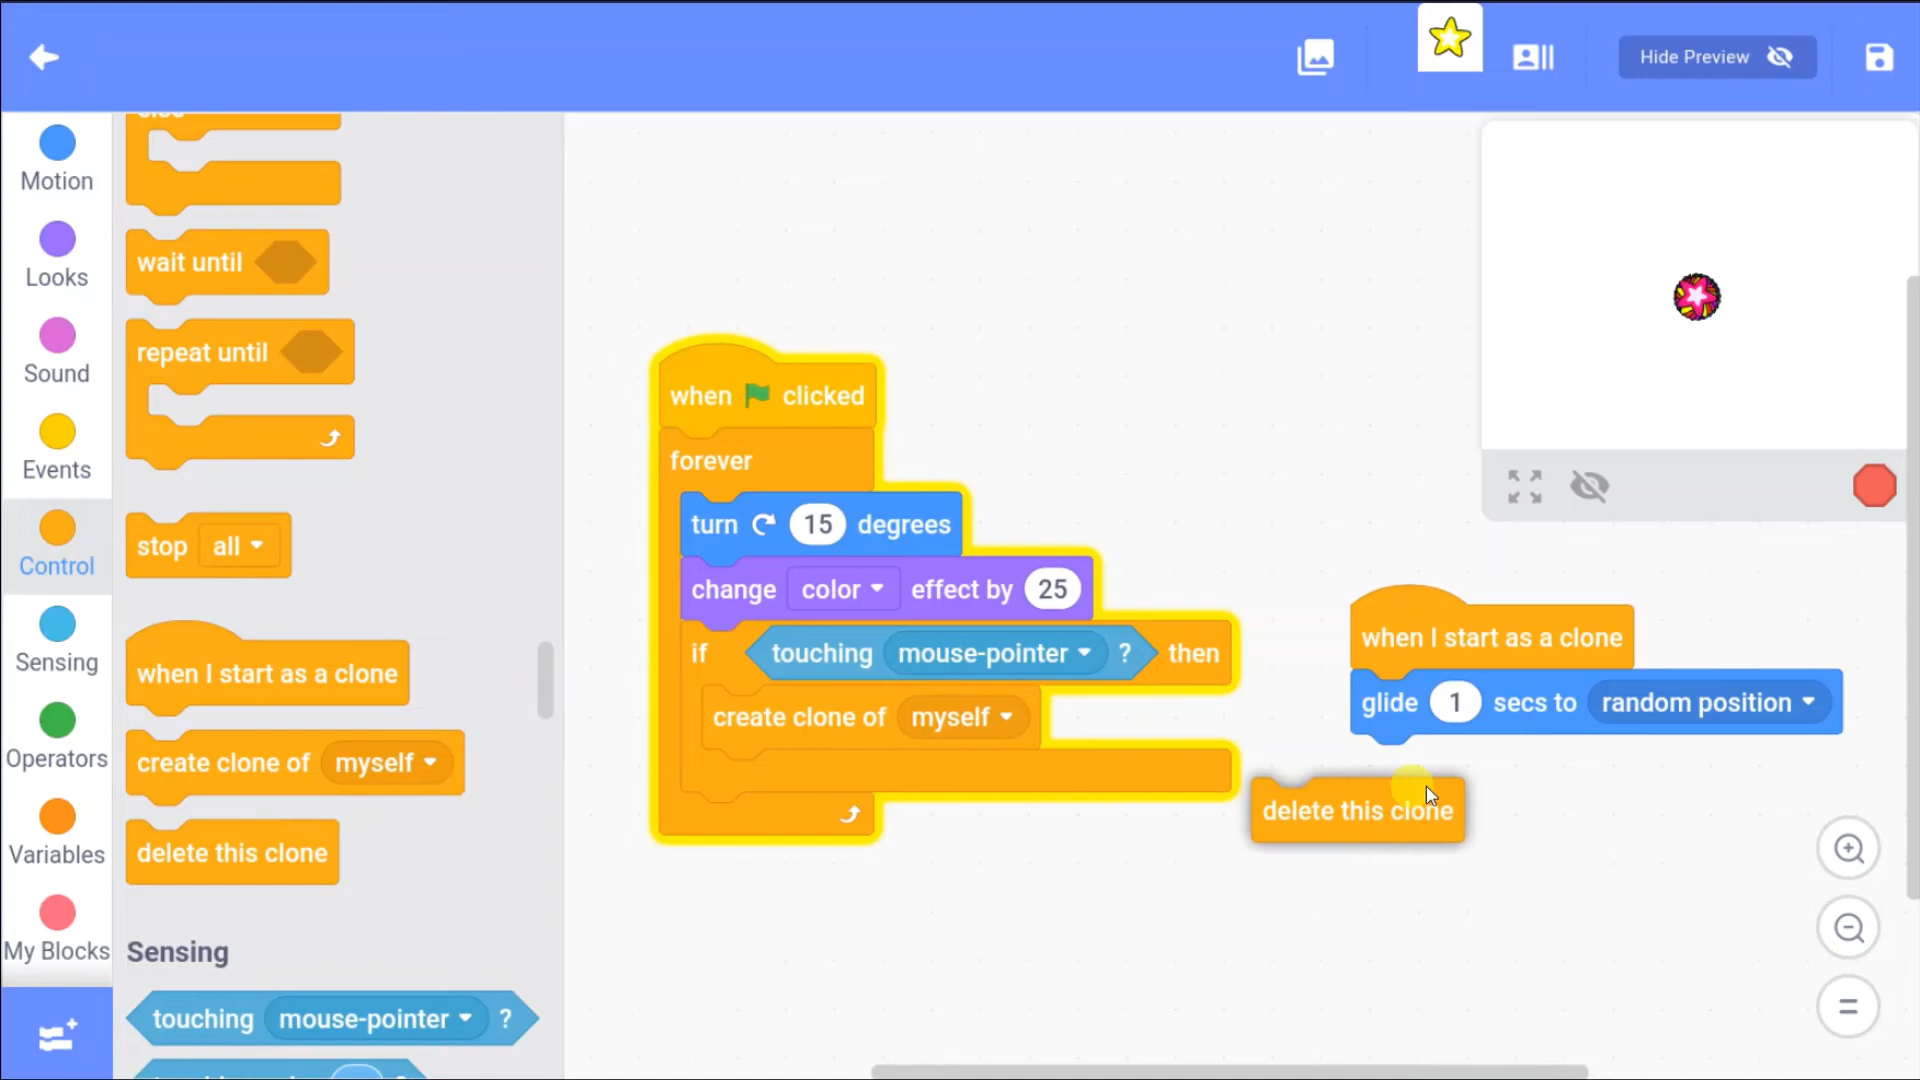 Hide Preview
Motion
Looks
Sound
Events
Control
Sensing
Operators
Variables
My Blocks
wait until
repeat until
stop all
when I start as a clone
create clone of myself
delete this clone
Sensing
touching mouse-pointer ?
when clicked
forever
turn 15 degrees
change color effect by 25
if touching mouse-pointer ? then
create clone of myself
when I start as a clone
glide 1 secs to random position
delete this clone